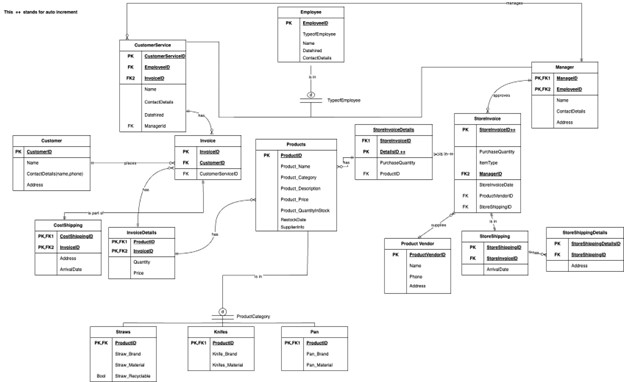 This ++ stands for auto increment
manages
Employee
PK EmployeeID
TypeofEmployee
Name
DateHired
ContactDetails
CustomerService
PK CustomerServiceID
FK EmployeeID
FK2 InvoiceID
Name
ContactDetails
DateHired
FK ManagerId
Manager
PK,FK1 ManagerID
PK,FK2 EmployeeID
Name
ContactDetails
Address
is in
d
TypeofEmployee
approves
has
StoreInvoice
PK StoreInvoiceID++
PurchaseQuantity
ItemType
FK2 ManagerID
StoreInvoiceDate
FK ProductVendorID
FK StoreShippingID
StoreInvoiceDetails
FK1 StoreInvoiceID
PK DetailsID ++
PurchaseQuantity
FK ProductID
Customer
PK CustomerID
Name
ContactDetails(name,phone)
Address
places
Invoice
PK InvoiceID
FK CustomerID
FK CustomerServiceID
Products
PK ProductID
Product_Name
Product_Category
Product_Description
Product_Price
Product_QuantityInStock
RestockDate
SupplierInfo
has
has
is part of
has
CostShipping
PK,FK1 CostShippingID
PK,FK2 InvoiceID
Address
ArrivalDate
InvoiceDetails
PK,FK1 ProductID
PK,FK2 InvoiceID
Quantity
Price
supplies
is in
Product Vendor
PK ProductVendorID
Name
Phone
Address
StoreShipping
PK StoreShippingID
FK StoreInvoiceID
ArrivalDate
StoreShippingDetails
PK StoreShippingDetailsID
FK StoreShippingID
Address
is in
d
ProductCategory
Straws
PK,FK ProductID
Straw_Brand
Straw_Material
Bool Straw_Recyclable
Knifes
PK,FK1 ProductID
Knife_Brand
Knifes_Material
Pan
PK,FK1 ProductID
Pan_Brand
Pan_Material